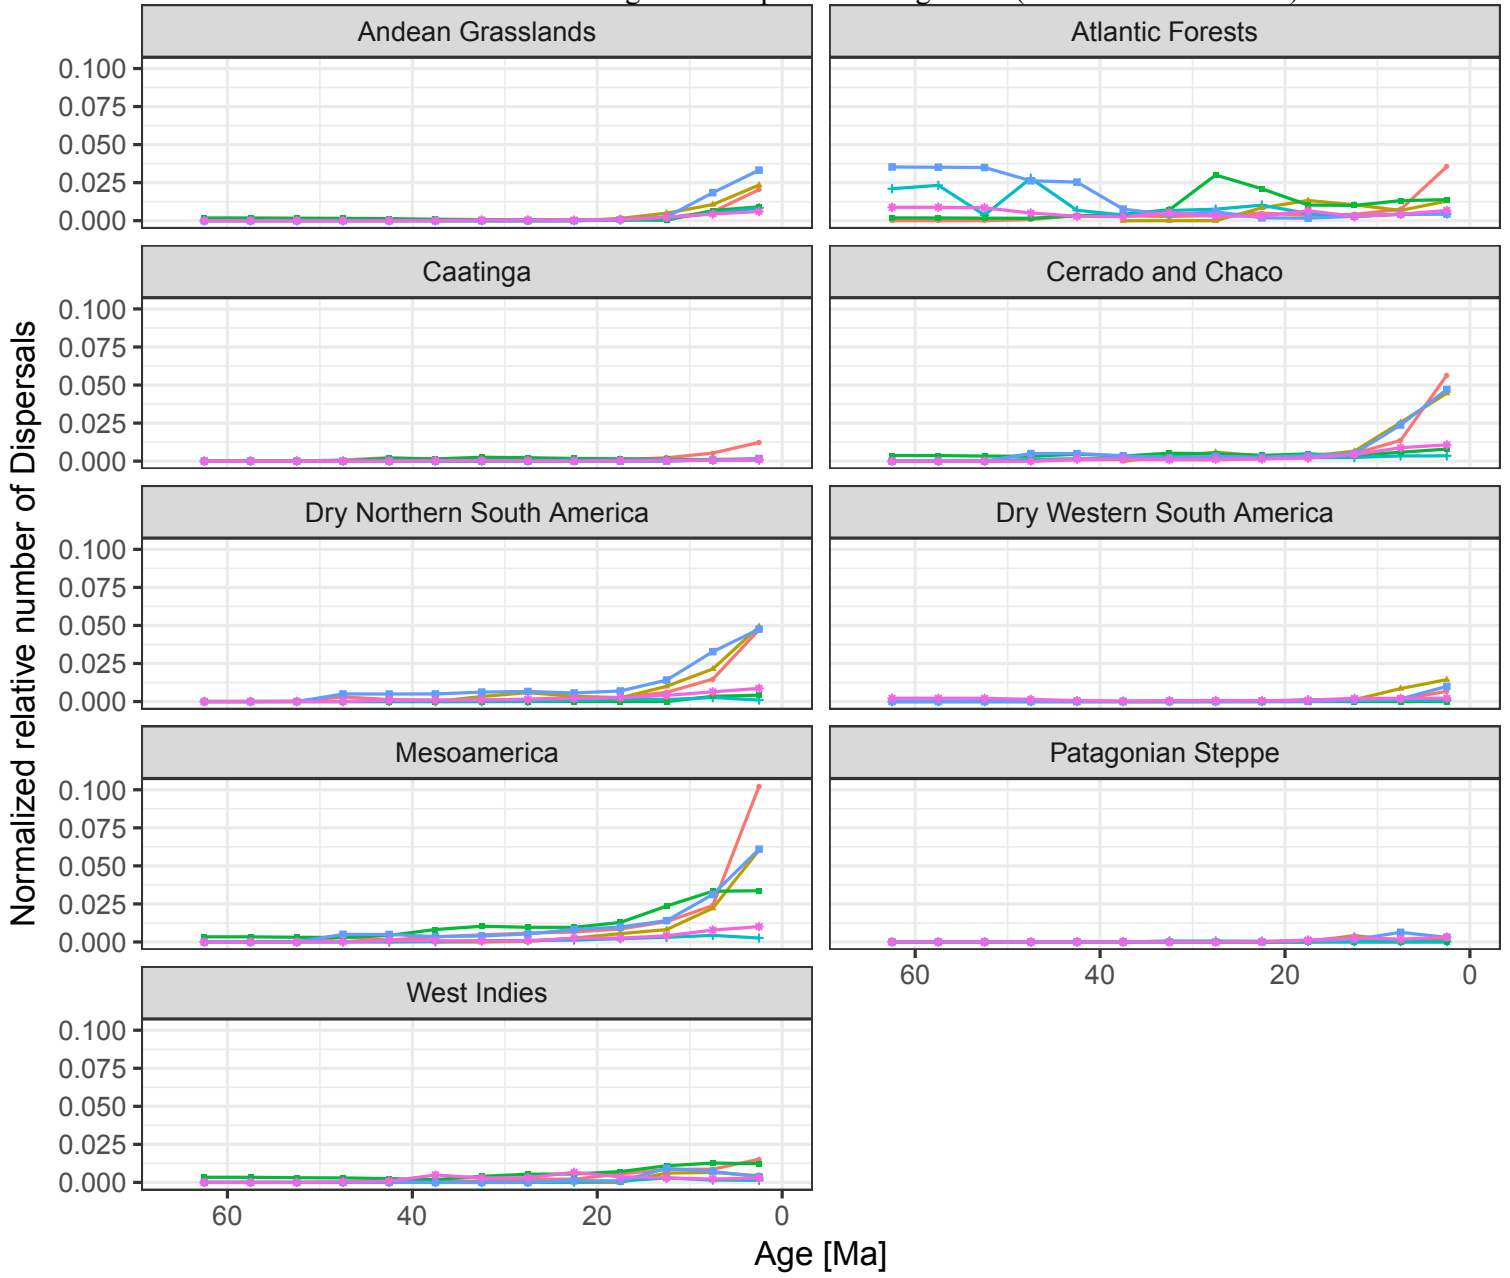 Andean Grasslands
Atlantic Forests
0.100
0.075
0.050
0.025
0.000
Caatinga
Cerrado and Chaco
0.100
0.075
0.050
0.025
0.000
Dry Northern South America
Dry Western South America
0.100
0.075
0.050
0.025
0.000
Mesoamerica
Patagonian Steppe
0.100
0.075
0.050
0.025
0.000
60 40 20 0
West Indies
0.100
0.075
0.050
0.025
0.000
60 40 20 0
Age [Ma]
Normalized relative number of Dispersals